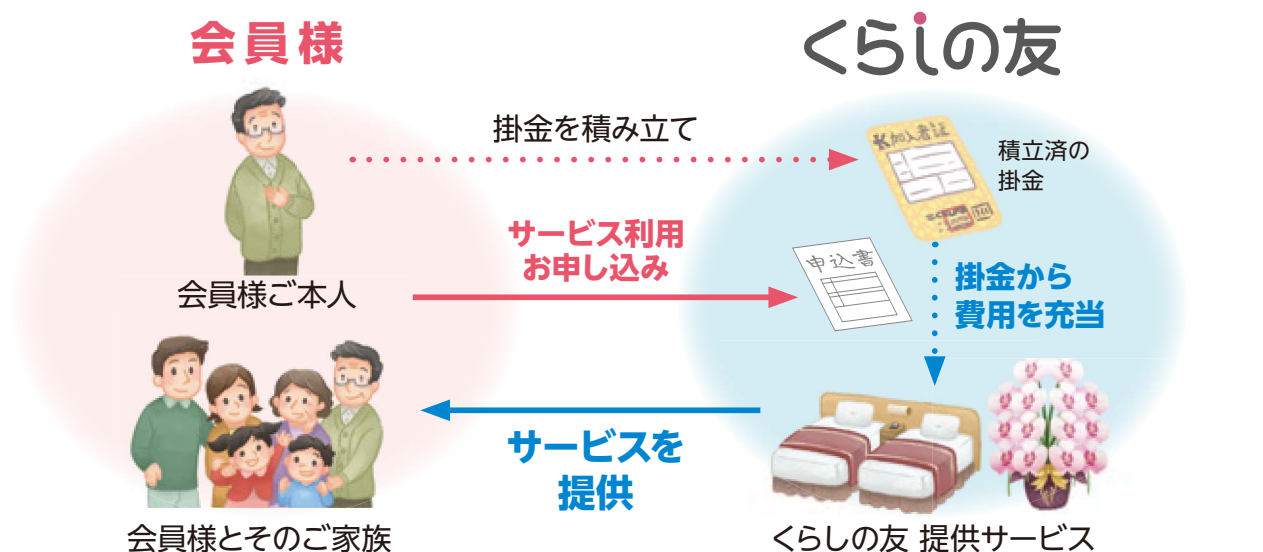 会員様
くらしの友
掛金を積み立て
加入者証
積立済の
掛金
サービス利用
お申し込み
申込書
会員様ご本人
掛金から
費用を充当
サービスを
提供
会員様とそのご家族
くらしの友 提供サービス